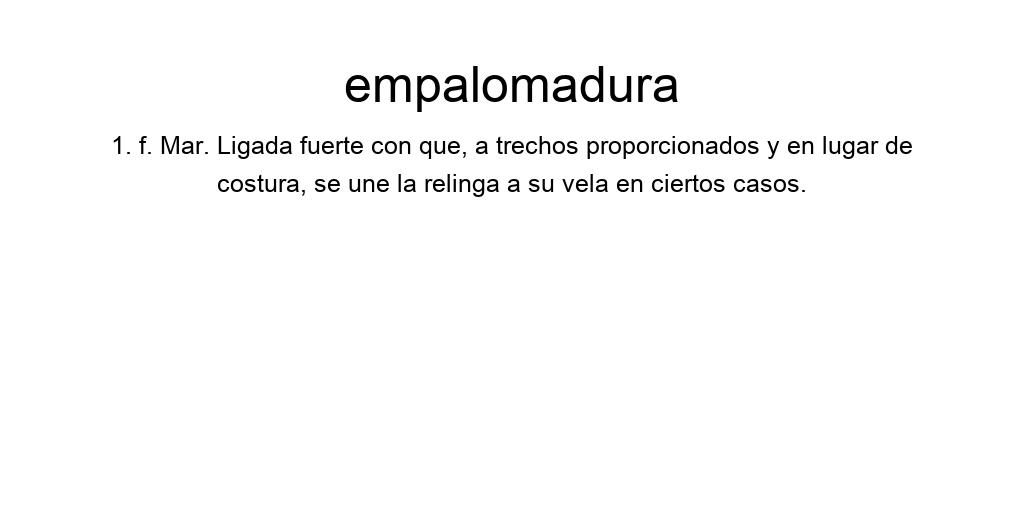 empalomadura
1. f. Mar. Ligada fuerte con que, a trechos proporcionados y en lugar de
costura, se une la relinga a su vela en ciertos casos.